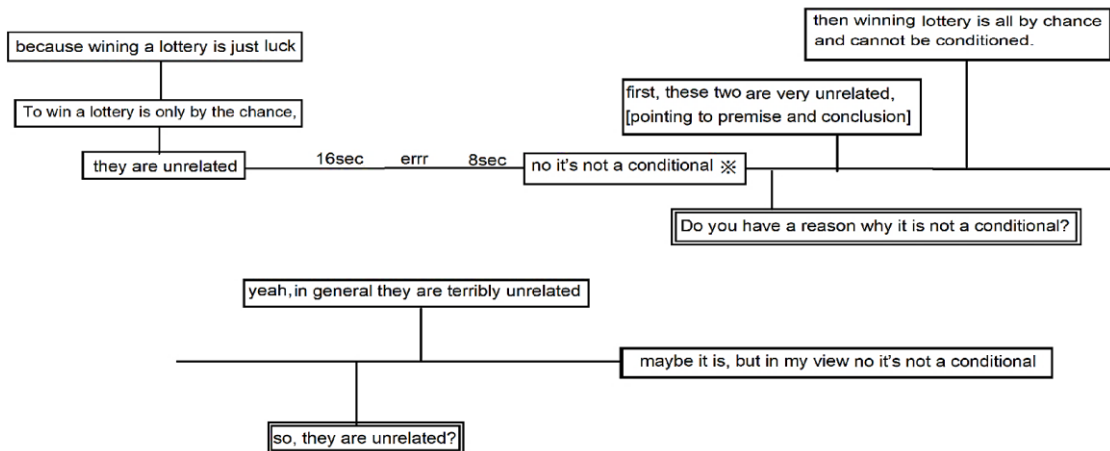 then winning lottery is all by chance
and cannot be conditioned.
because wining a lottery is just luck
first, these two are very unrelated,
[pointing to premise and conclusion]
To win a lottery is only by the chance,
they are unrelated
16sec errr 8sec
no it's not a conditional ※
Do you have a reason why it is not a conditional?
yeah, in general they are terribly unrelated
maybe it is, but in my view no it's not a conditional
so, they are unrelated?